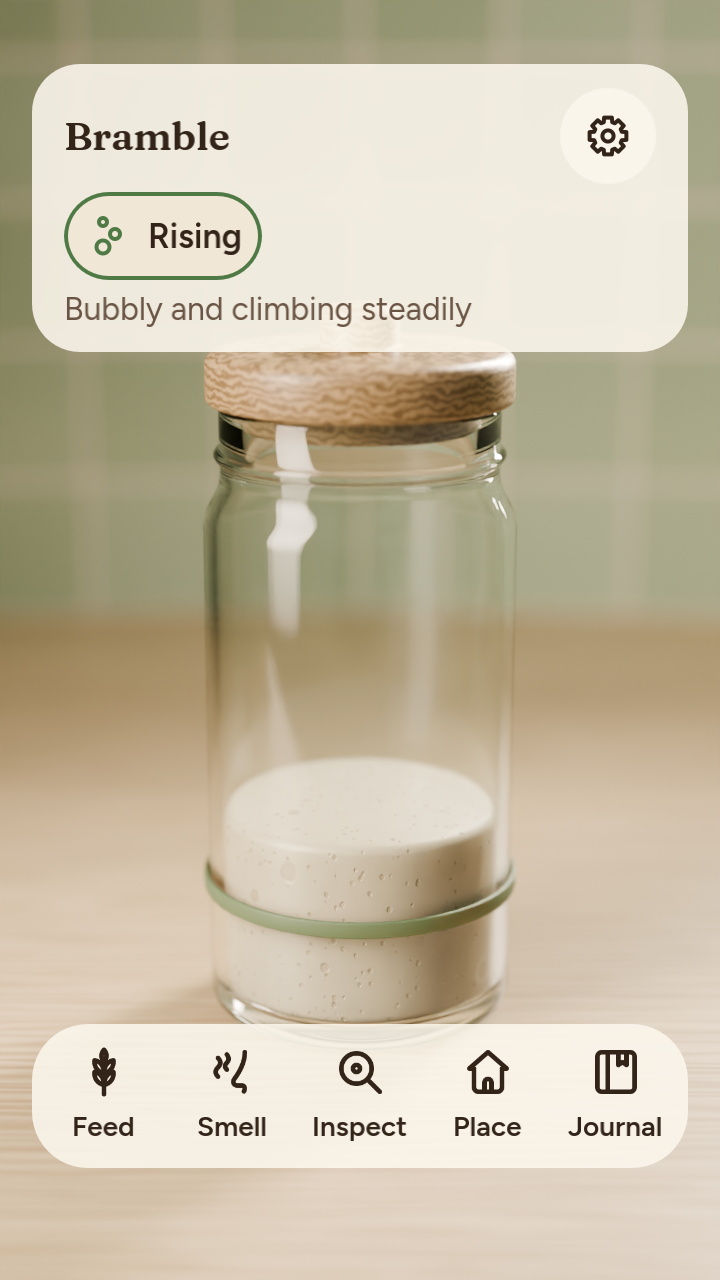 Bramble
Rising
Bubbly and climbing steadily
Feed
Smell
Inspect
Place
Journal